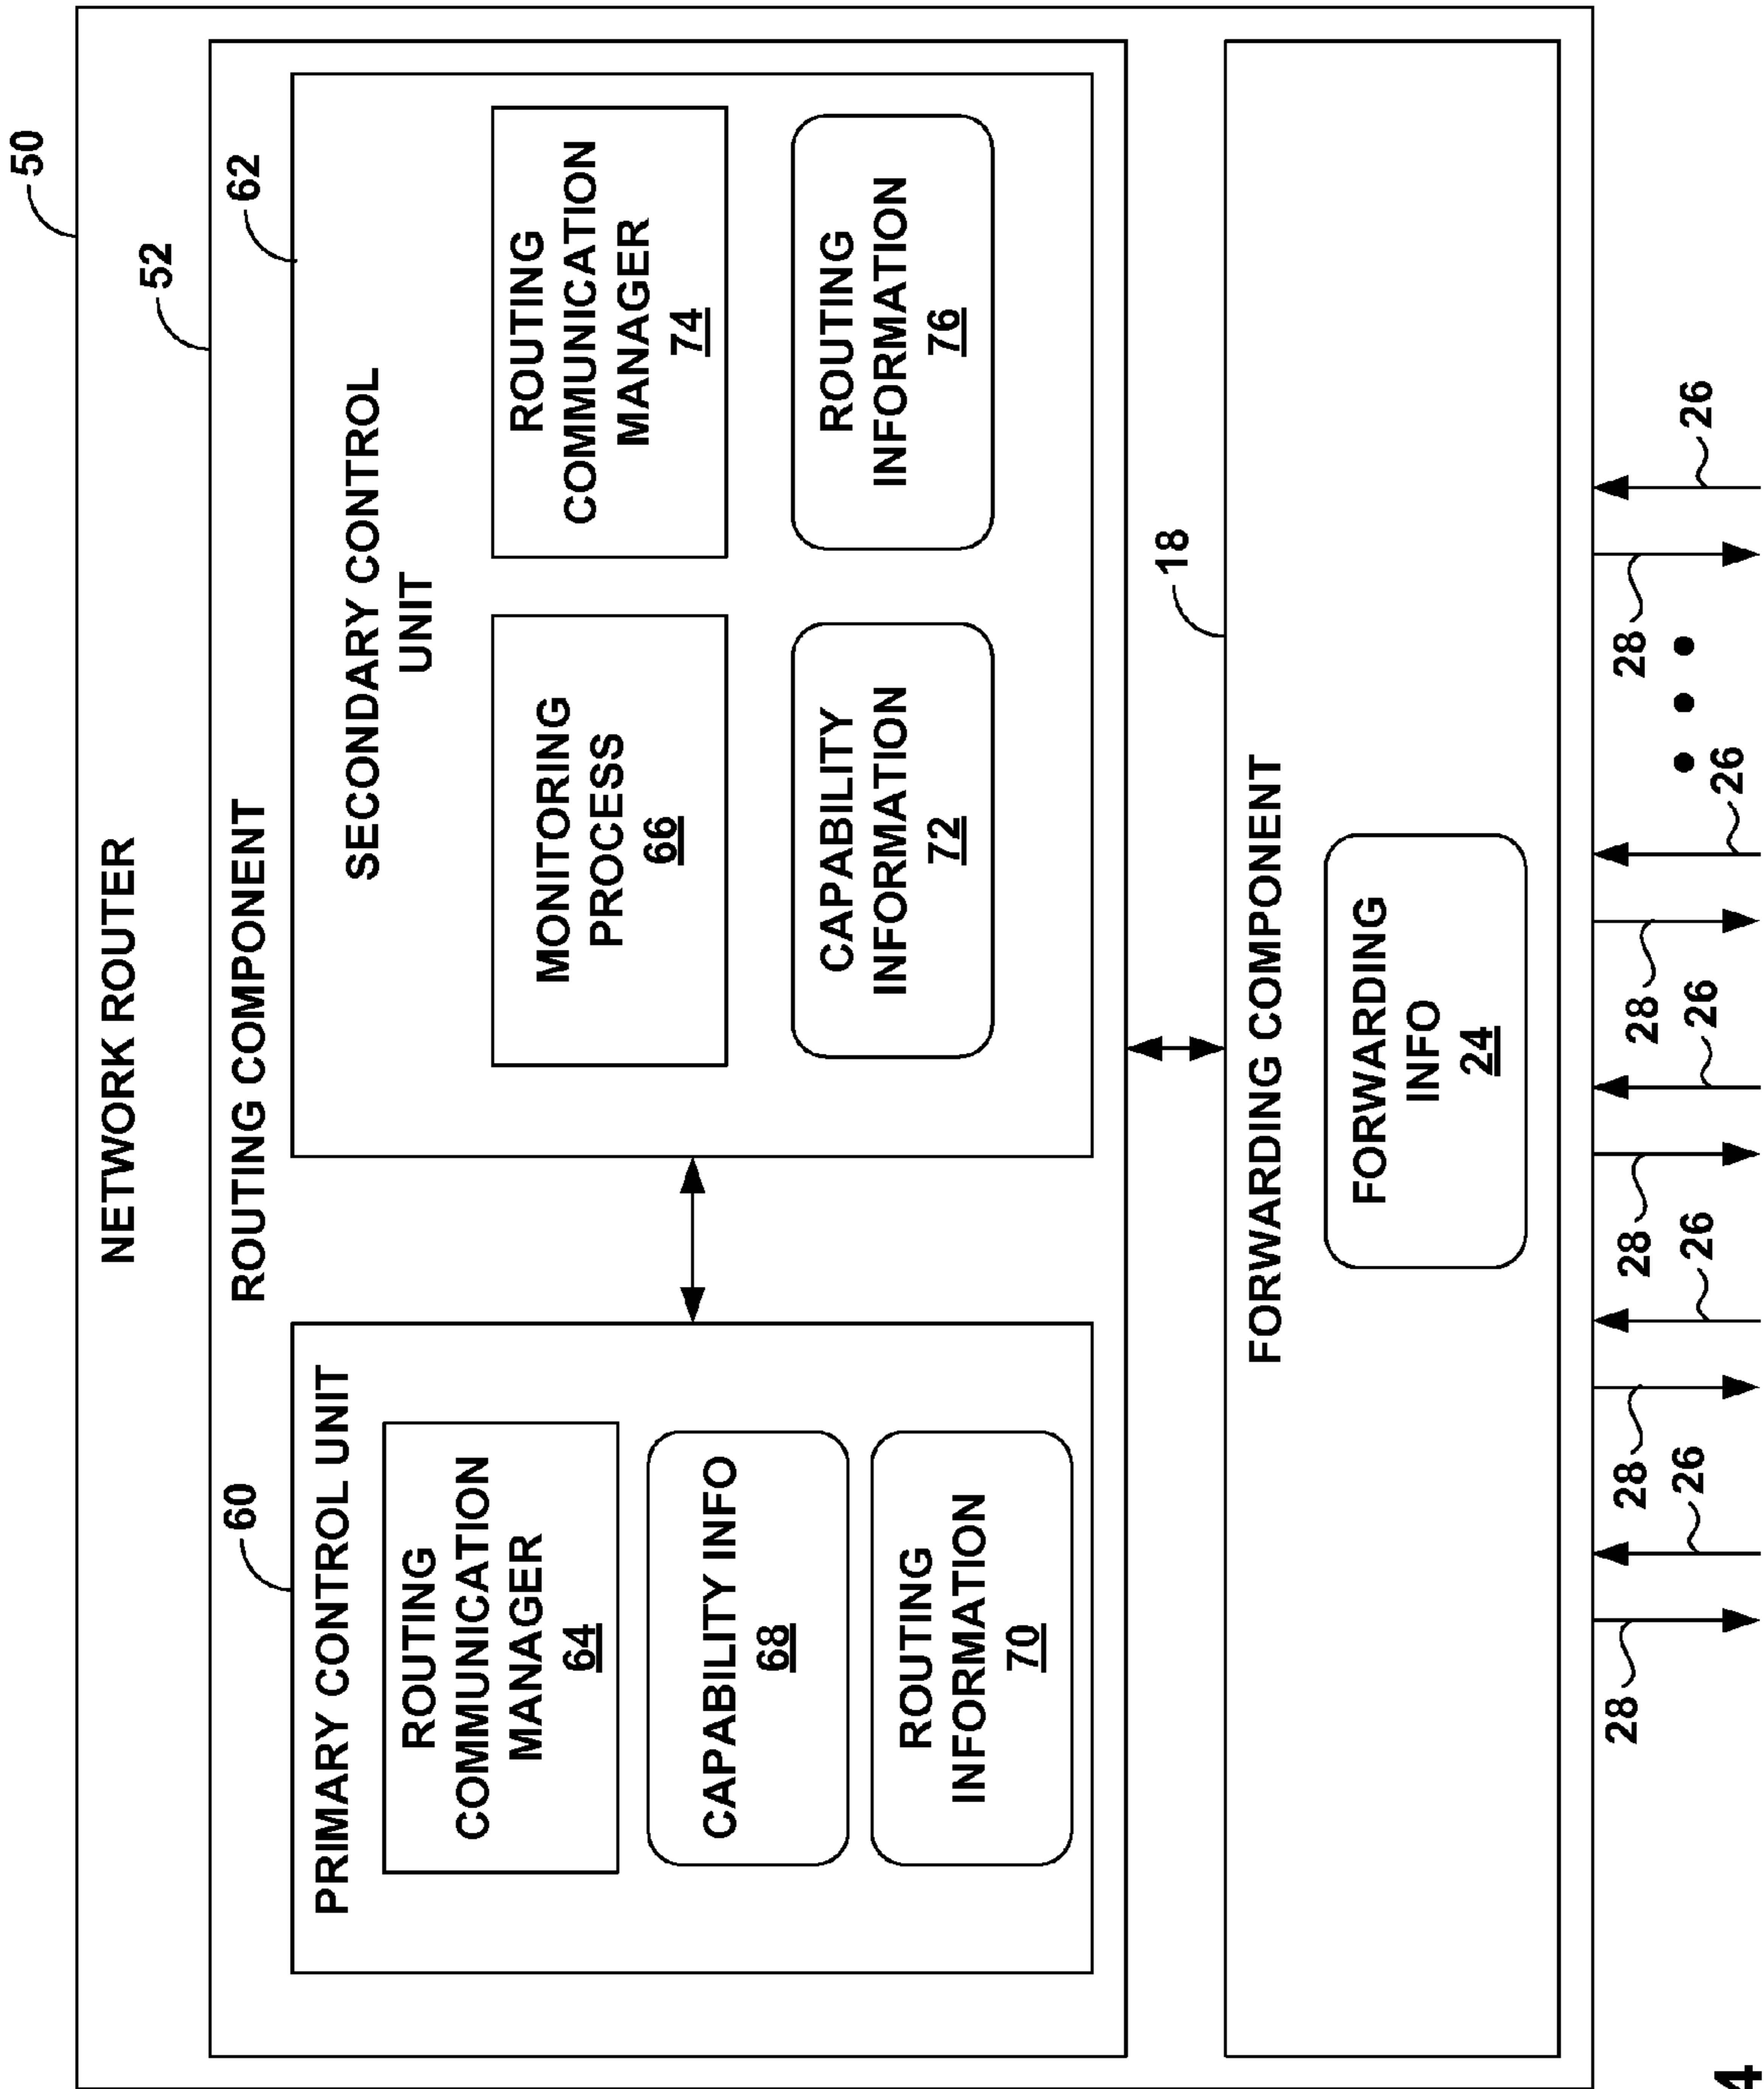 50
NETWORK ROUTER
52
ROUTING COMPONENT
60
62
PRIMARY CONTROL UNIT
ROUTING
COMMUNICATION
MANAGER
64
CAPABILITY INFO
68
ROUTING
INFORMATION
70
SECONDARY CONTROL
UNIT
MONITORING
PROCESS
66
ROUTING
COMMUNICATION
MANAGER
74
CAPABILITY
INFORMATION
72
ROUTING
INFORMATION
76
18
FORWARDING COMPONENT
FORWARDING
INFO
24
28
26
28
26
28
26
28
26
28
26
4